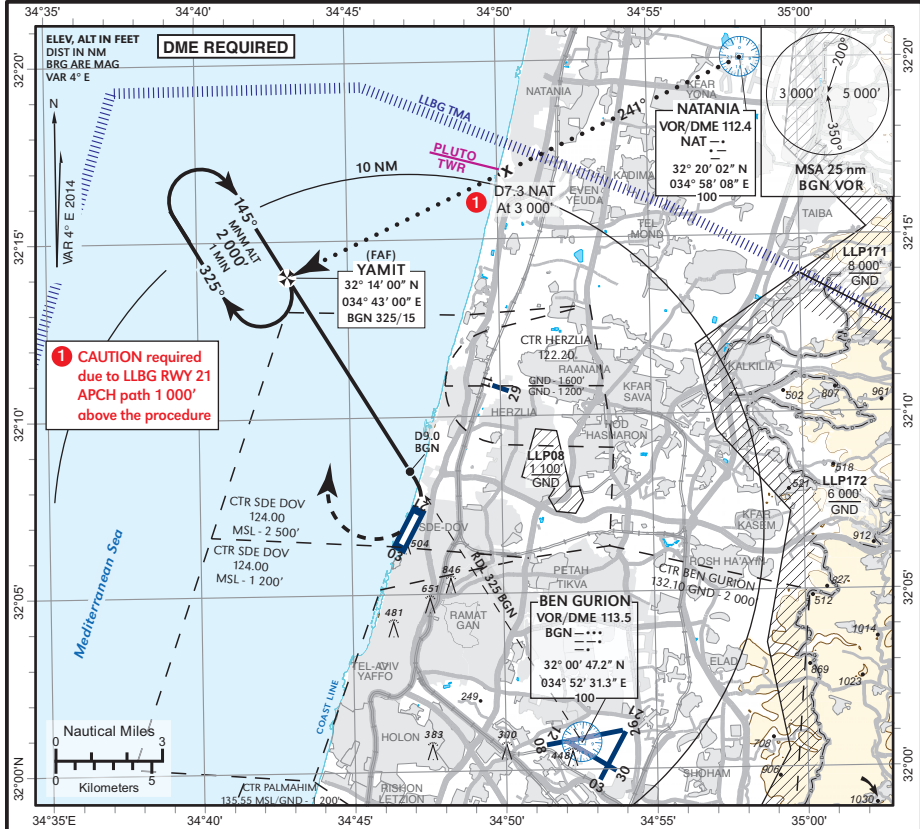 34°35'E
34°40'
34°45'
34°50'
34°55'
35°00'
ELEV, ALT IN FEET
DIST IN NM
BRG ARE MAG
VAR 4° E
DME REQUIRED
N
VAR 4° E 2014
32°20'
32°15'
32°10'
32°05'
32°00'N
32°20'
32°15'
32°10'
32°05'
32°00'
LLBG TMA
PLUTO
TWR
10 NM
241°
NATANIA
KFAR
YONA
NATANIA
VOR/DME 112.4
NAT
32° 20' 02" N
034° 58' 08" E
100
3 000'
5 000'
200°
350°
MSA 25 nm
BGN VOR
1
D7.3 NAT
At 3 000'
EVEN
YEUDA
KADIMA
TEL
MOND
TAIBA
145°
MNM ALT
2 000'
1 MIN
325°
(FAF)
YAMIT
32° 14' 00" N
034° 43' 00" E
BGN 325/15
LLP171
8 000'
GND
1 CAUTION required
due to LLBG RWY 21
APCH path 1 000'
above the procedure
CTR HERZLIA
122.20
RAANANA
GND - 1600'
GND - 1 200'
11
29
HERZLIA
KFAR
SAVA
HOD
HASHARON
KALKILIA
502
807
961
D9.0
BGN
LLP08
1 100'
GND
518
521
LLP172
6 000'
GND
KFAR
KASEM
912
CTR SDE DOV
124.00
MSL - 2 500'
CTR SDE DOV
124.00
MSL - 1 200'
SDE-DOV
03
504
846
651
481
RDL 325 BGN
PETAH
TIKVA
ROSH HA'AYIN
CTR BEN GURION
132.10 GND - 2 000
827
512
Mediterranean Sea
RAMAT
GAN
BEN GURION
VOR/DME 113.5
BGN
32° 00' 47.2" N
034° 52' 31.3" E
100
1014
869
1023
ELAD
TEL-AVIV
YAFFO
COAST LINE
249
HOLON
383
300
448
08
12
21
26
30
03
708
606
1030
SHOHAM
Nautical Miles
0
3
0
5
Kilometers
CTR PALMAHIM
135.55 MSL/GND - 1 200'
RISHON
LETZION
34°35'E
34°40'
34°45'
34°50'
34°55'
35°00'